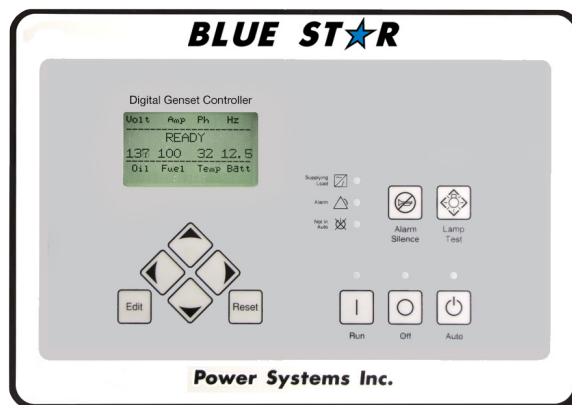 BLUE ST★R
Digital Genset Controller
Volt Amp Ph Hz
READY
137 100 32 12.5
Oil Fuel Temp Batt
Supplying Load
Alarm
Not in Auto
Alarm Silence
Lamp Test
Edit
Reset
Run
Off
Auto
Power Systems Inc.